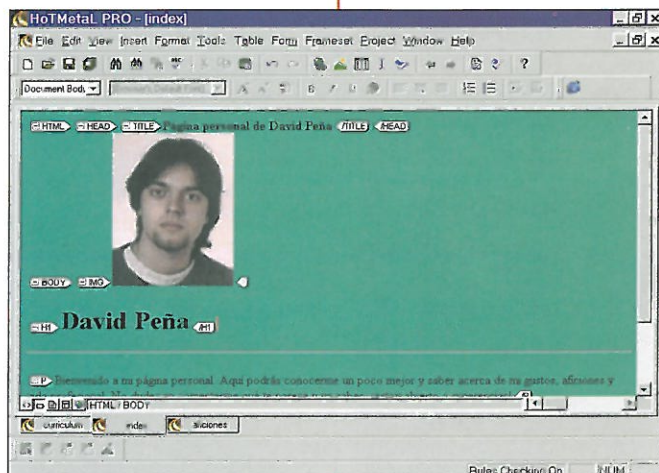 HoTMetaL PRO - [index]
File Edit View Insert Format Tools Table Form Frameset Project Window Help
Document Body
HTML HEAD TITLE Página personal de David Peña /TITLE /HEAD
BODY IMG
H1 David Peña /H1
P Bienvenido a mi página personal. Aquí podrás conocerme un poco mejor y saber acerca de mi gustos, aficiones y
HTML : BODY
curriculum index aficiones
Rules Checking On NUM